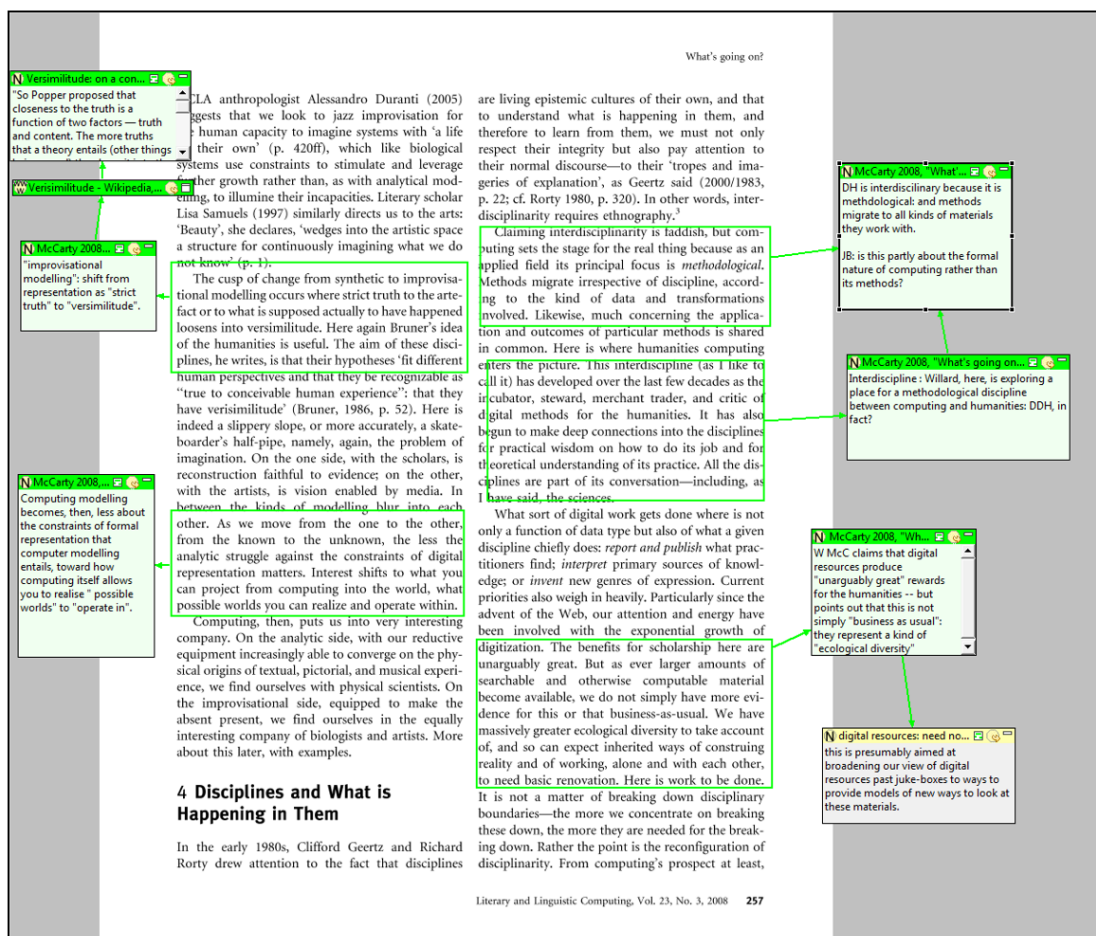 What's going on?
CLA anthropologist Alessandro Duranti (2005)
ggests that we look to jazz improvisation for
human capacity to imagine systems with 'a life
their own' (p. 420ff), which like biological
systems use constraints to stimulate and leverage
further growth rather than, as with analytical mod-
elling, to illumine their incapacities. Literary scholar
Lisa Samuels (1997) similarly directs us to the arts:
'Beauty', she declares, 'wedges into the artistic space
a structure for continuously imagining what we do
not know' (p. 1).
The cusp of change from synthetic to improvisa-
tional modelling occurs where strict truth to the arte-
fact or to what is supposed actually to have happened
loosens into versimilitude. Here again Bruner's idea
of the humanities is useful. The aim of these disci-
plines, he writes, is that their hypotheses 'fit different
human perspectives and that they be recognizable as
"true to conceivable human experience": that they
have verisimilitude' (Bruner, 1986, p. 52). Here is
indeed a slippery slope, or more accurately, a skate-
boarder's half-pipe, namely, again, the problem of
imagination. On the one side, with the scholars, is
reconstruction faithful to evidence; on the other,
with the artists, is vision enabled by media. In
between the kinds of modelling blur into each
other. As we move from the one to the other,
from the known to the unknown, the less the
analytic struggle against the constraints of digital
representation matters. Interest shifts to what you
can project from computing into the world, what
possible worlds you can realize and operate within.
Computing, then, puts us into very interesting
company. On the analytic side, with our reductive
equipment increasingly able to converge on the phy-
sical origins of textual, pictorial, and musical experi-
ence, we find ourselves with physical scientists. On
the improvisational side, equipped to make the
absent present, we find ourselves in the equally
interesting company of biologists and artists. More
about this later, with examples.
4 Disciplines and What is
Happening in Them
In the early 1980s, Clifford Geertz and Richard
Rorty drew attention to the fact that disciplines
are living epistemic cultures of their own, and that
to understand what is happening in them, and
therefore to learn from them, we must not only
respect their integrity but also pay attention to
their normal discourse—to their 'tropes and ima-
geries of explanation', as Geertz said (2000/1983,
p. 22; cf. Rorty 1980, p. 320). In other words, inter-
disciplinarity requires ethnography.³
Claiming interdisciplinarity is faddish, but com-
puting sets the stage for the real thing because as an
applied field its principal focus is methodological.
Methods migrate irrespective of discipline, accord-
ing to the kind of data and transformations
involved. Likewise, much concerning the applica-
tion and outcomes of particular methods is shared
in common. Here is where humanities computing
enters the picture. This interdiscipline (as I like to
call it) has developed over the last few decades as the
incubator, steward, merchant trader, and critic of
digital methods for the humanities. It has also
begun to make deep connections into the disciplines
for practical wisdom on how to do its job and for
theoretical understanding of its practice. All the dis-
ciplines are part of its conversation—including, as
I have said, the sciences.
What sort of digital work gets done where is not
only a function of data type but also of what a given
discipline chiefly does: report and publish what prac-
titioners find; interpret primary sources of knowl-
edge; or invent new genres of expression. Current
priorities also weigh in heavily. Particularly since the
advent of the Web, our attention and energy have
been involved with the exponential growth of
digitization. The benefits for scholarship here are
unarguably great. But as ever larger amounts of
searchable and otherwise computable material
become available, we do not simply have more evi-
dence for this or that business-as-usual. We have
massively greater ecological diversity to take account
of, and so can expect inherited ways of construing
reality and of working, alone and with each other,
to need basic renovation. Here is work to be done.
It is not a matter of breaking down disciplinary
boundaries—the more we concentrate on breaking
these down, the more they are needed for the break-
ing down. Rather the point is the reconfiguration of
disciplinarity. From computing's prospect at least,
Literary and Linguistic Computing, Vol. 23, No. 3, 2008 257
N Versimilitude: on a con...
"So Popper proposed that
closeness to the truth is a
function of two factors — truth
and content. The more truths
that a theory entails (other things
W Verisimilitude - Wikipedia,...
N McCarty 2008...
"improvisational
modelling": shift from
representation as "strict
truth" to "versimilitude".
N McCarty 2008,...
Computing modelling
becomes, then, less about
the constraints of formal
representation that
computer modelling
entails, toward how
computing itself allows
you to realise " possible
worlds" to "operate in".
N McCarty 2008, "What'...
DH is interdiscilinary because it is
methdological: and methods
migrate to all kinds of materials
they work with.
JB: is this partly about the formal
nature of computing rather than
its methods?
N McCarty 2008, "What's going on...
Interdiscipline : Willard, here, is exploring a
place for a methodological discipline
between computing and humanities: DDH, in
fact?
N McCarty 2008, "Wh...
W McC claims that digital
resources produce
"unarguably great" rewards
for the humanities -- but
points out that this is not
simply "business as usual":
they represent a kind of
"ecological diversity"
N digital resources: need no...
this is presumably aimed at
broadening our view of digital
resources past juke-boxes to ways to
provide models of new ways to look at
these materials.